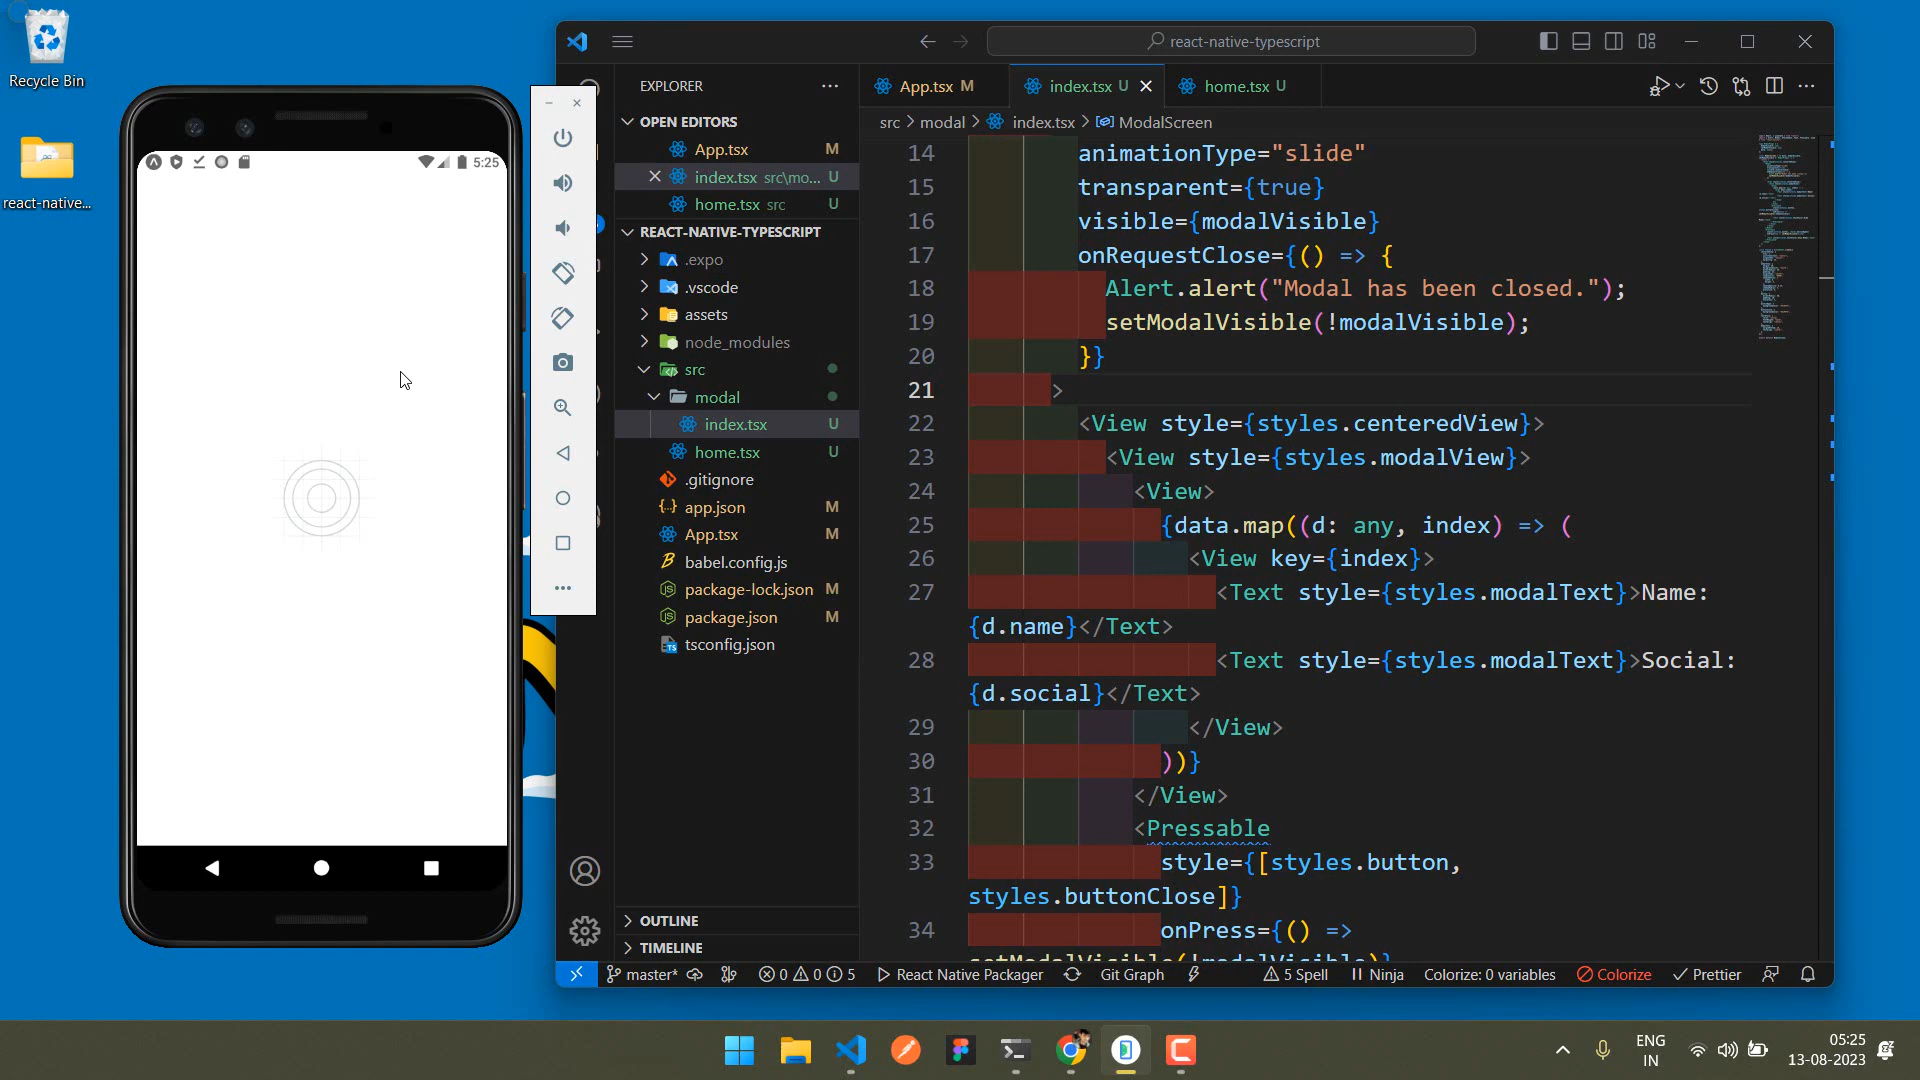 Recycle Bin
react-native...
5:25
react-native-typescript
EXPLORER
OPEN EDITORS
App.tsx M
index.tsx src\mo... U
home.tsx src U
REACT-NATIVE-TYPESCRIPT
.expo
.vscode
assets
node_modules
src
modal
index.tsx U
home.tsx U
.gitignore
app.json M
App.tsx M
babel.config.js
package-lock.json M
package.json M
tsconfig.json
OUTLINE
TIMELINE
App.tsx M index.tsx U home.tsx U
src > modal > index.tsx > ModalScreen
14 animationType="slide"
15 transparent={true}
16 visible={modalVisible}
17 onRequestClose={() => {
18 Alert.alert("Modal has been closed.");
19 setModalVisible(!modalVisible);
20 }}
21 >
22 <View style={styles.centeredView}>
23 <View style={styles.modalView}>
24 <View>
25 {data.map((d: any, index) => (
26 <View key={index}>
27 <Text style={styles.modalText}>Name:
{d.name}</Text>
28 <Text style={styles.modalText}>Social:
{d.social}</Text>
29 </View>
30 ))}
31 </View>
32 <Pressable
33 style={[styles.button,
styles.buttonClose]}
34 onPress={() =>
setModalVisible(!modalVisible)}
master* 0 0 5 React Native Packager Git Graph 5 Spell Ninja Colorize: 0 variables Colorize Prettier
ENG
IN
05:25
13-08-2023